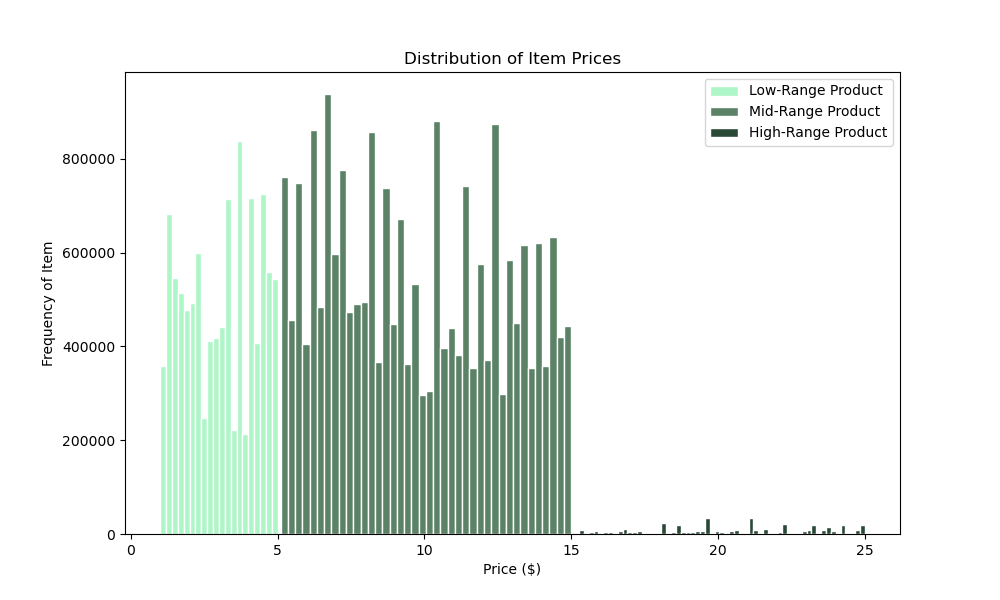 Distribution of Item Prices
Low-Range Product
Mid-Range Product
High-Range Product
Frequency of Item
800000
600000
400000
200000
0
0 5 10 15 20 25
Price ($)